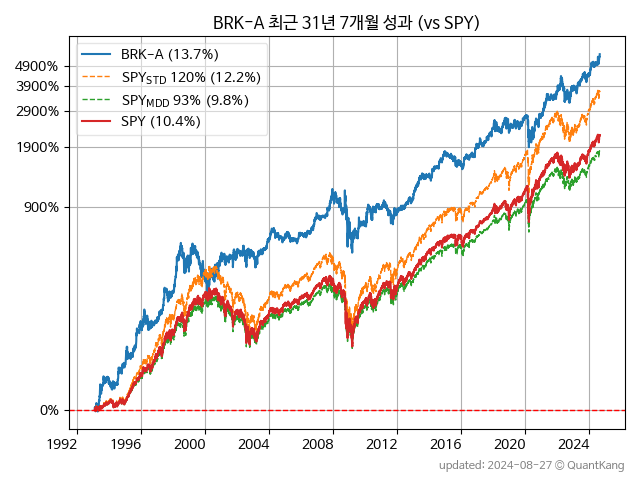 BRK-A 최근 31년 7개월 성과 (vs SPY)
BRK-A (13.7%)
SPY_STD 120% (12.2%)
SPY_MDD 93% (9.8%)
SPY (10.4%)
4900%
3900%
2900%
1900%
900%
0%
1992 1996 2000 2004 2008 2012 2016 2020 2024
updated: 2024-08-27 © QuantKang